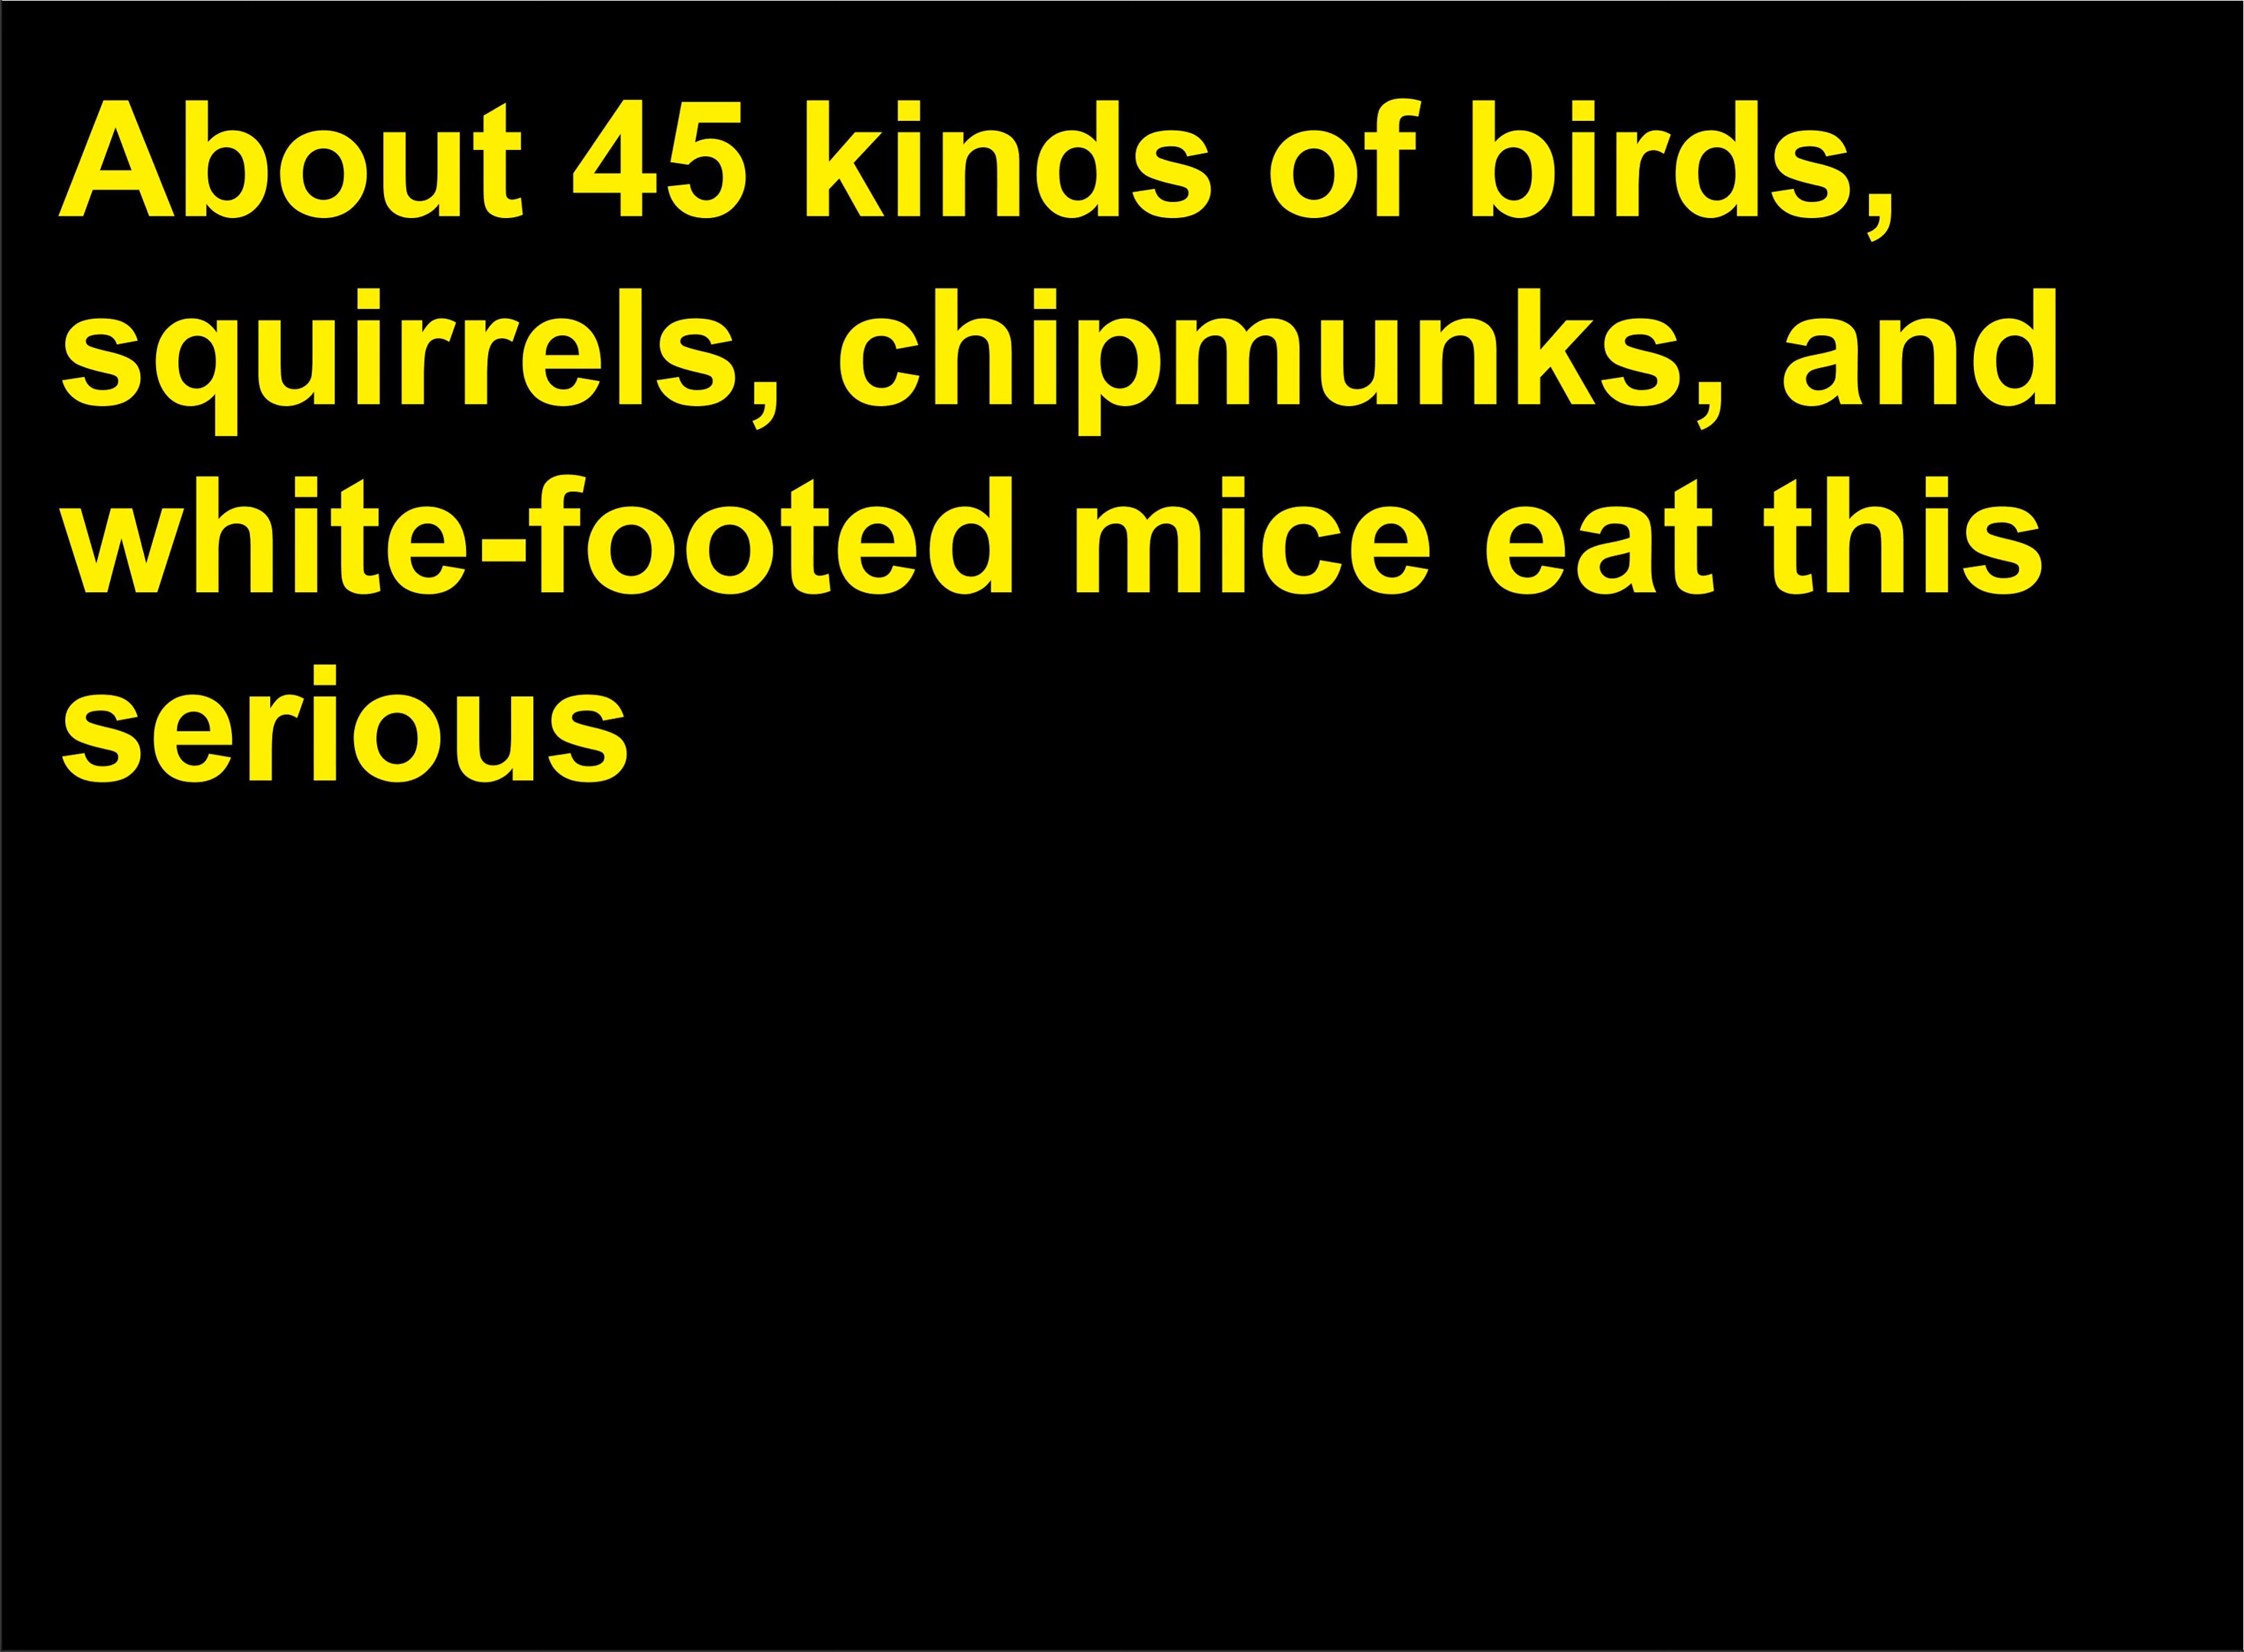 About 45 kinds of birds,
squirrels, chipmunks, and
white-footed mice eat this
serious